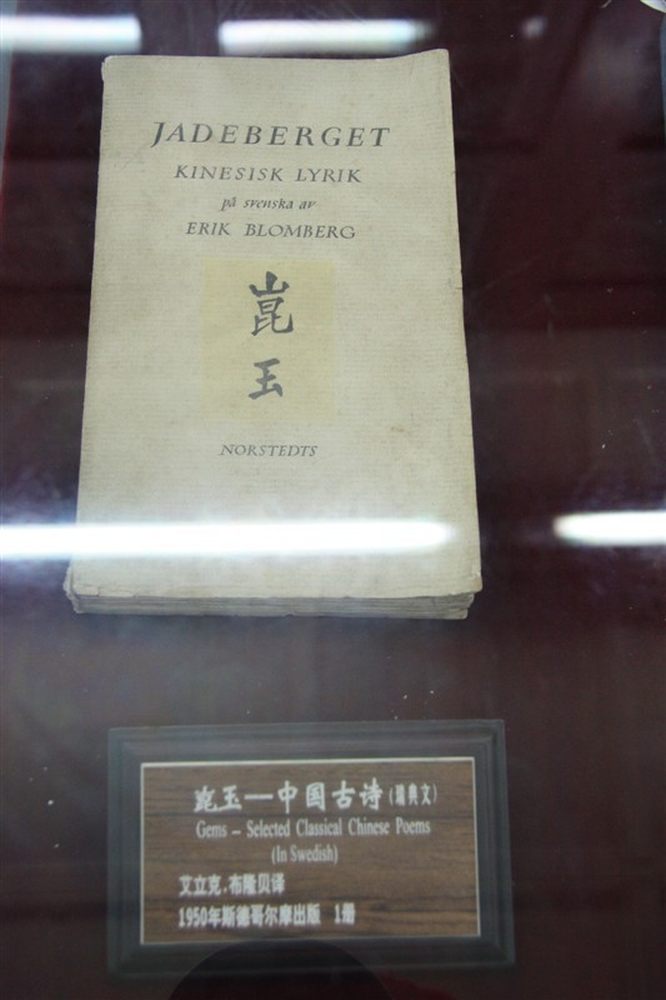 JADEBERGET
KINESISK LYRIK
på svenska av
ERIK BLOMBERG
崑
玉
NORSTEDTS
崑玉—中国古诗(瑞典文)
Gems – Selected Classical Chinese Poems
(In Swedish)
艾立克.布隆贝译
1950年斯德哥尔摩出版 1册